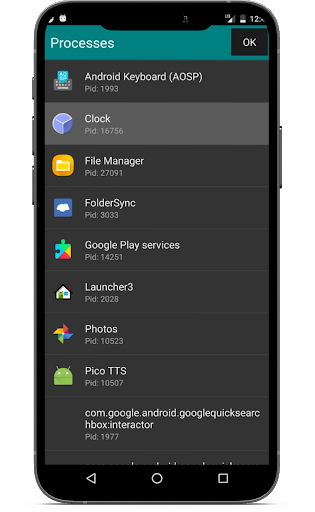 12:
Processes
OK
Android Keyboard (AOSP)
Pid: 1993
Clock
Pid: 16756
File Manager
Pid: 27091
FolderSync
Pid: 3033
Google Play services
Pid: 14251
Launcher3
Pid: 2028
Photos
Pid: 10523
Pico TTS
Pid: 10507
com.google.android.googlequicksearc
hbox:interactor
Pid: 1977